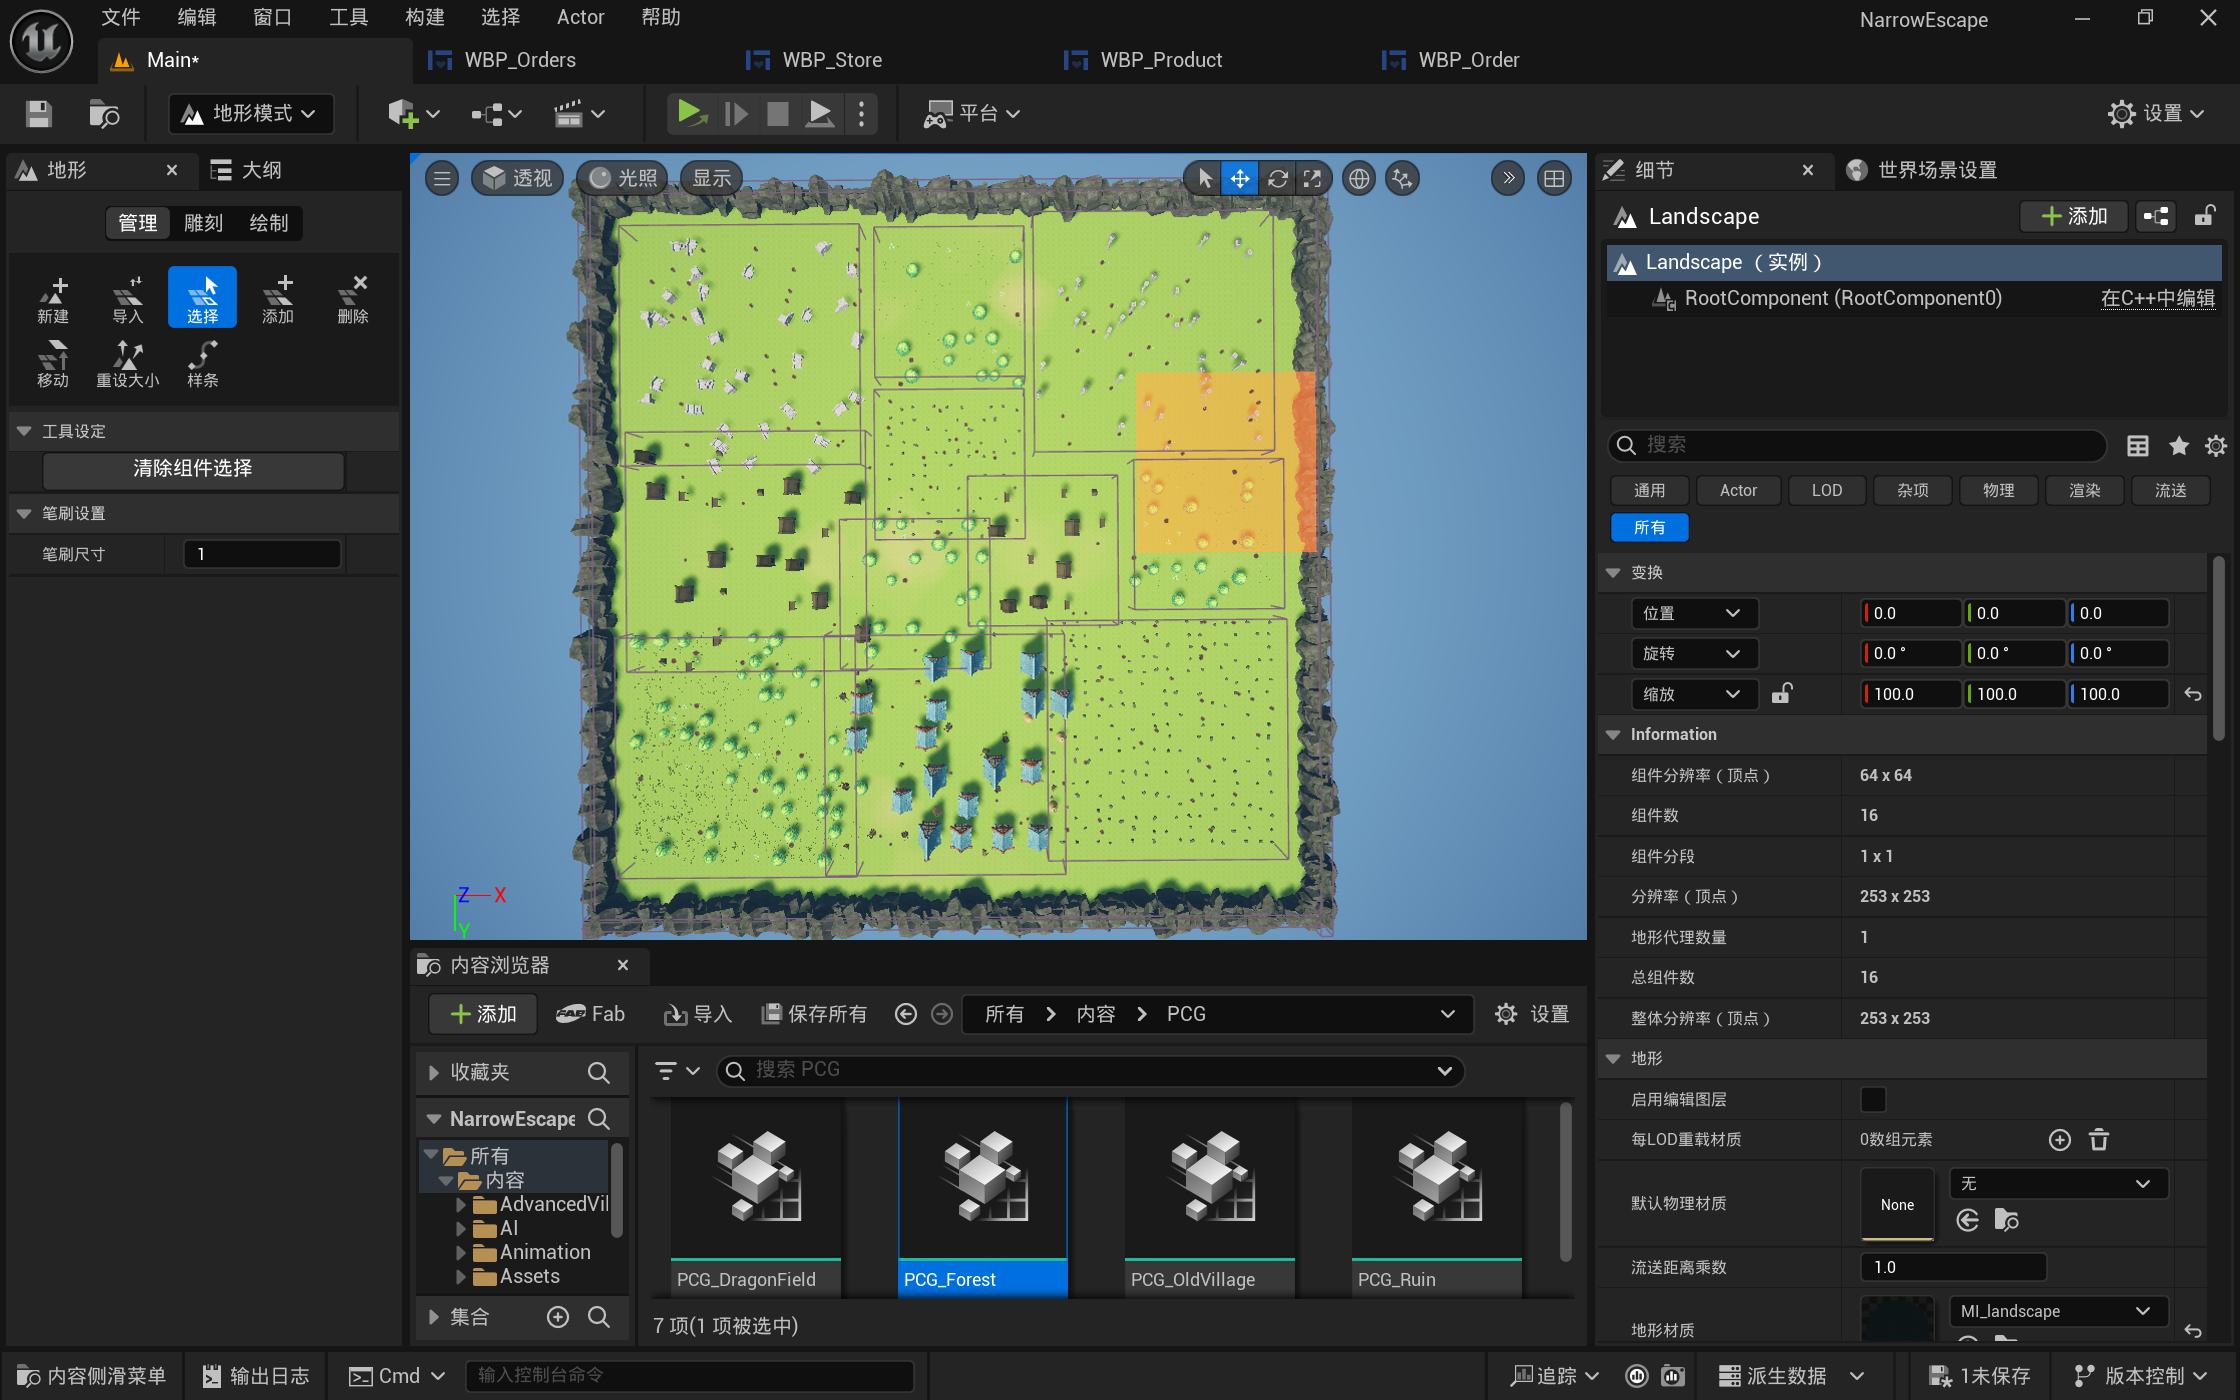 文件 编辑 窗口 工具 构建 选择 Actor 帮助 NarrowEscape
Main* WBP_Orders WBP_Store WBP_Product WBP_Order
地形模式 平台 设置
地形 大纲
管理 雕刻 绘制
新建 导入 选择 添加 删除
移动 重设大小 样条
工具设定
清除组件选择
笔刷设置
笔刷尺寸 1
透视 光照 显示
Z X
Y
细节 世界场景设置
Landscape 添加
Landscape （实例）
RootComponent (RootComponent0) 在C++中编辑
搜索
通用 Actor LOD 杂项 物理 渲染 流送
所有
变换
位置 0.0 0.0 0.0
旋转 0.0 ° 0.0 ° 0.0 °
缩放 100.0 100.0 100.0
Information
组件分辨率（顶点） 64 x 64
组件数 16
组件分段 1 x 1
分辨率（顶点） 253 x 253
地形代理数量 1
总组件数 16
整体分辨率（顶点） 253 x 253
地形
启用编辑图层
每LOD重载材质 0数组元素
默认物理材质 None 无
流送距离乘数 1.0
地形材质 MI_landscape
内容浏览器
添加 Fab 导入 保存所有 所有 内容 PCG 设置
收藏夹
NarrowEscape
所有
内容
AdvancedVil
AI
Animation
Assets
集合
搜索 PCG
PCG_DragonField PCG_Forest PCG_OldVillage PCG_Ruin
7 项(1 项被选中)
内容侧滑菜单 输出日志 Cmd 输入控制台命令 追踪 派生数据 1未保存 版本控制